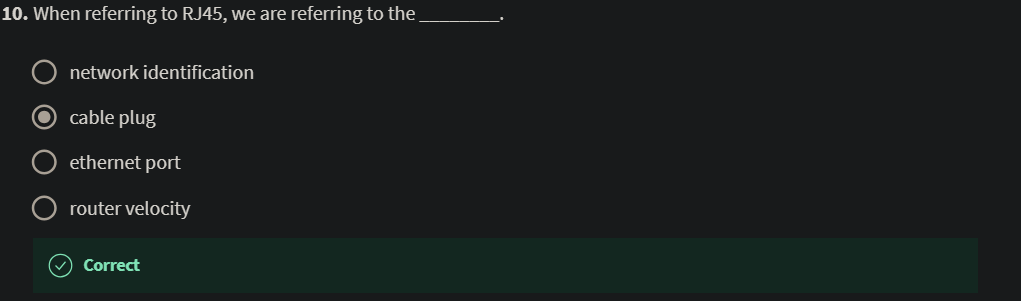 10. When referring to RJ45, we are referring to the ________.
network identification
cable plug
ethernet port
router velocity
Correct